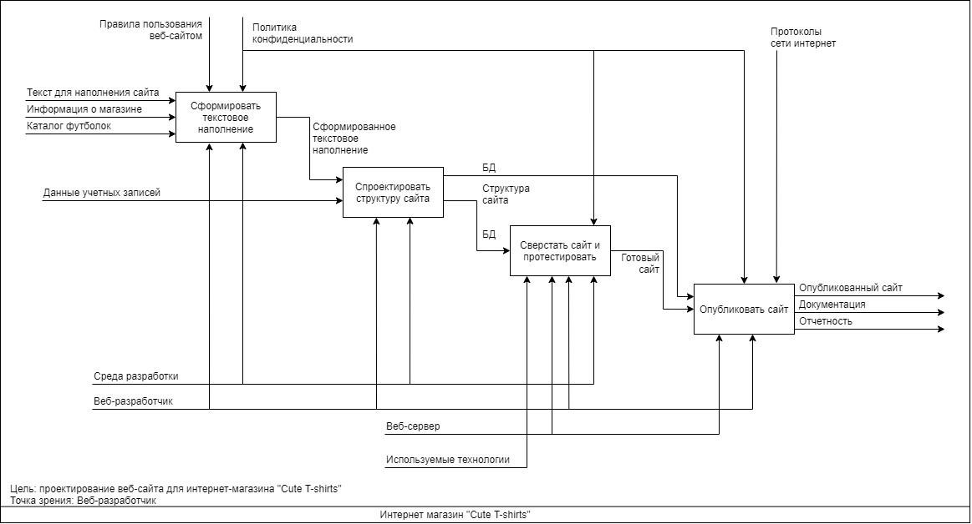 Правила пользования
веб-сайтом
Политика
конфиденциальности
Протоколы
сети интернет
Текст для наполнения сайта
Информация о магазине
Каталог футболок
Сформировать
текстовое
наполнение
Сформированное
текстовое
наполнение
Данные учетных записей
Спроектировать
структуру сайта
БД
Структура
сайта
БД
Сверстать сайт и
протестировать
Готовый
сайт
Опубликовать сайт
Опубликованный сайт
Документация
Отчетность
Среда разработки
Веб-разработчик
Веб-сервер
Используемые технологии
Цель: проектирование веб-сайта для интернет-магазина "Cute T-shirts"
Точка зрения: Веб-разработчик
Интернет магазин "Cute T-shirts"